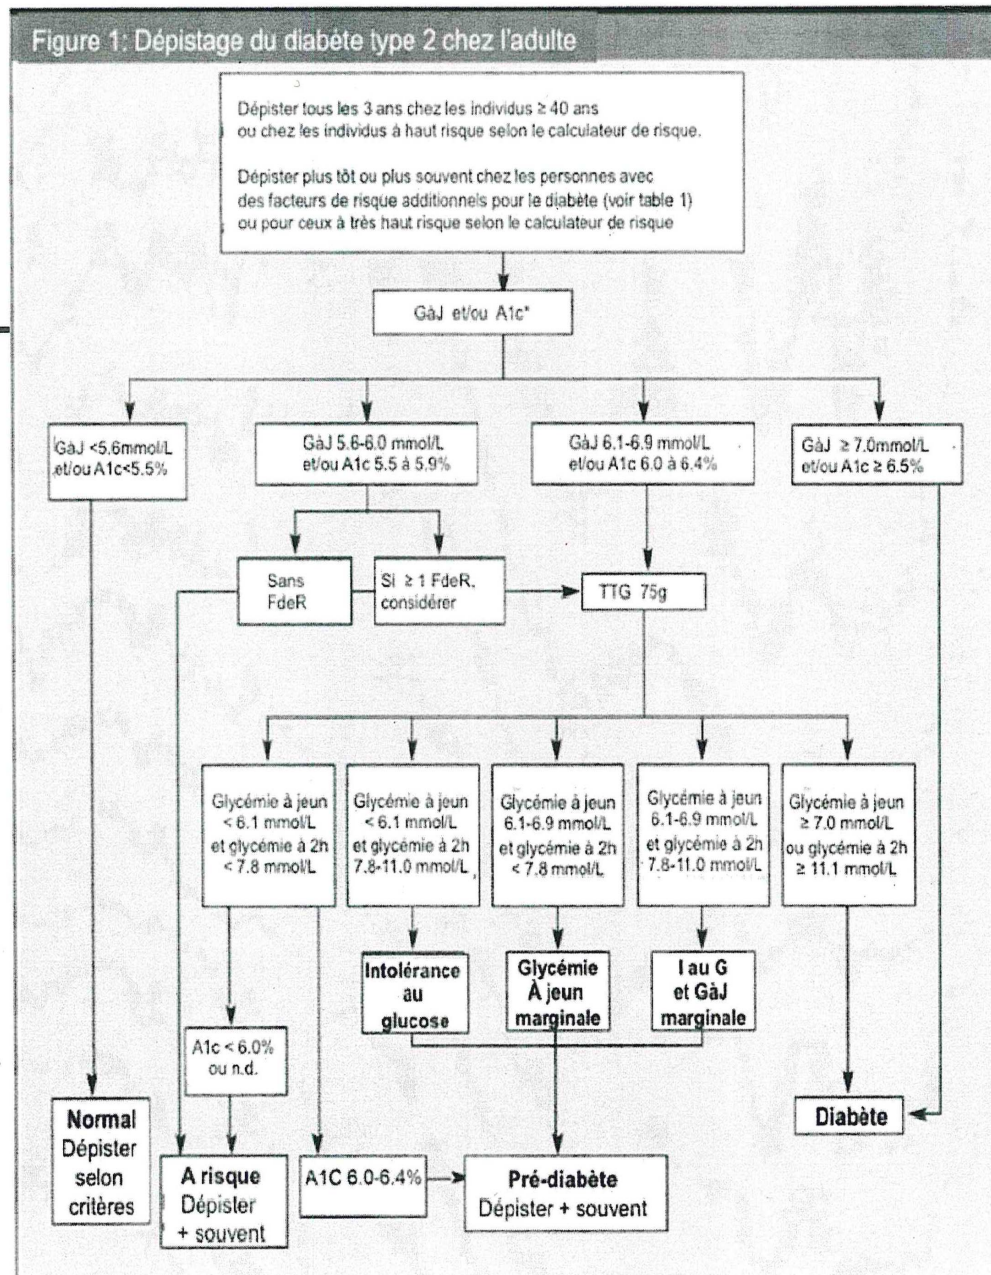 Figure 1: Dépistage du diabète type 2 chez l'adulte
Dépister tous les 3 ans chez les individus ≥ 40 ans
ou chez les individus à haut risque selon le calculateur de risque.
Dépister plus tôt ou plus souvent chez les personnes avec
des facteurs de risque additionnels pour le diabète (voir table 1)
ou pour ceux à très haut risque selon le calculateur de risque
GàJ et/ou A1c*
GàJ <5.6mmol/L
et/ou A1c<5.5%
GàJ 5.6-6.0 mmol/L
et/ou A1c 5.5 à 5.9%
GàJ 6.1-6.9 mmol/L
et/ou A1c 6.0 à 6.4%
GàJ ≥ 7.0mmol/L
et/ou A1c ≥ 6.5%
Sans
FdeR
Si ≥ 1 FdeR,
considérer
TTG 75g
Glycémie à jeun
< 6.1 mmol/L
et glycémie à 2h
< 7.8 mmol/L
Glycémie à jeun
< 6.1 mmol/L
et glycémie à 2h
7.8-11.0 mmol/L
Glycémie à jeun
6.1-6.9 mmol/L
et glycémie à 2h
< 7.8 mmol/L
Glycémie à jeun
6.1-6.9 mmol/L
et glycémie à 2h
7.8-11.0 mmol/L
Glycémie à jeun
≥ 7.0 mmol/L
ou glycémie à 2h
≥ 11.1 mmol/L
Intolérance
au
glucose
Glycémie
À jeun
marginale
I au G
et GàJ
marginale
A1c < 6.0%
ou n.d.
Normal
Dépister
selon
critères
A risque
Dépister
+ souvent
A1C 6.0-6.4%
Pré-diabète
Dépister + souvent
Diabète